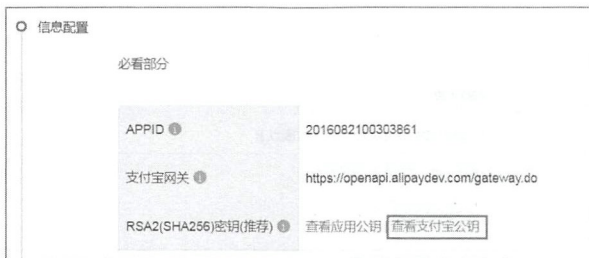 信息配置
必看部分
APPID
2016082100303861
支付宝网关
https://openapi.alipaydev.com/gateway.do
RSA2(SHA256)密钥(推荐)
查看应用公钥 查看支付宝公钥